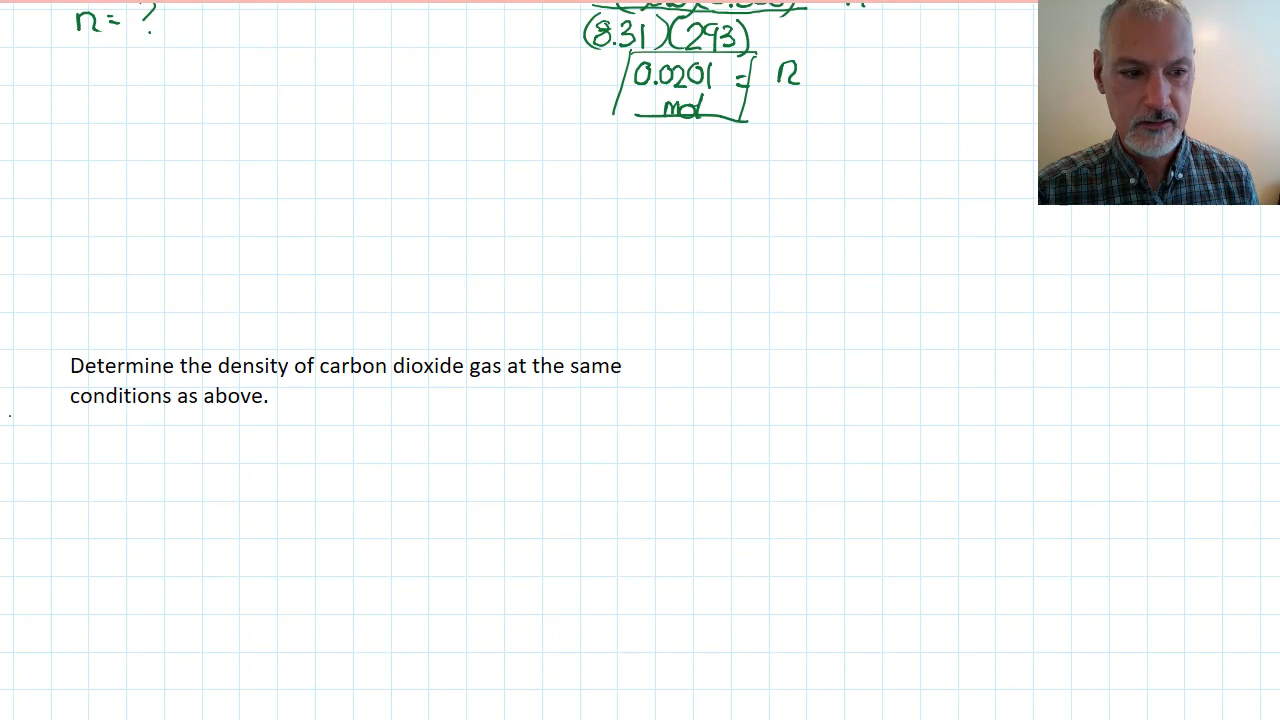 n = ?
(8.31)(293)
0.0201 = n
mol
Determine the density of carbon dioxide gas at the same
conditions as above.